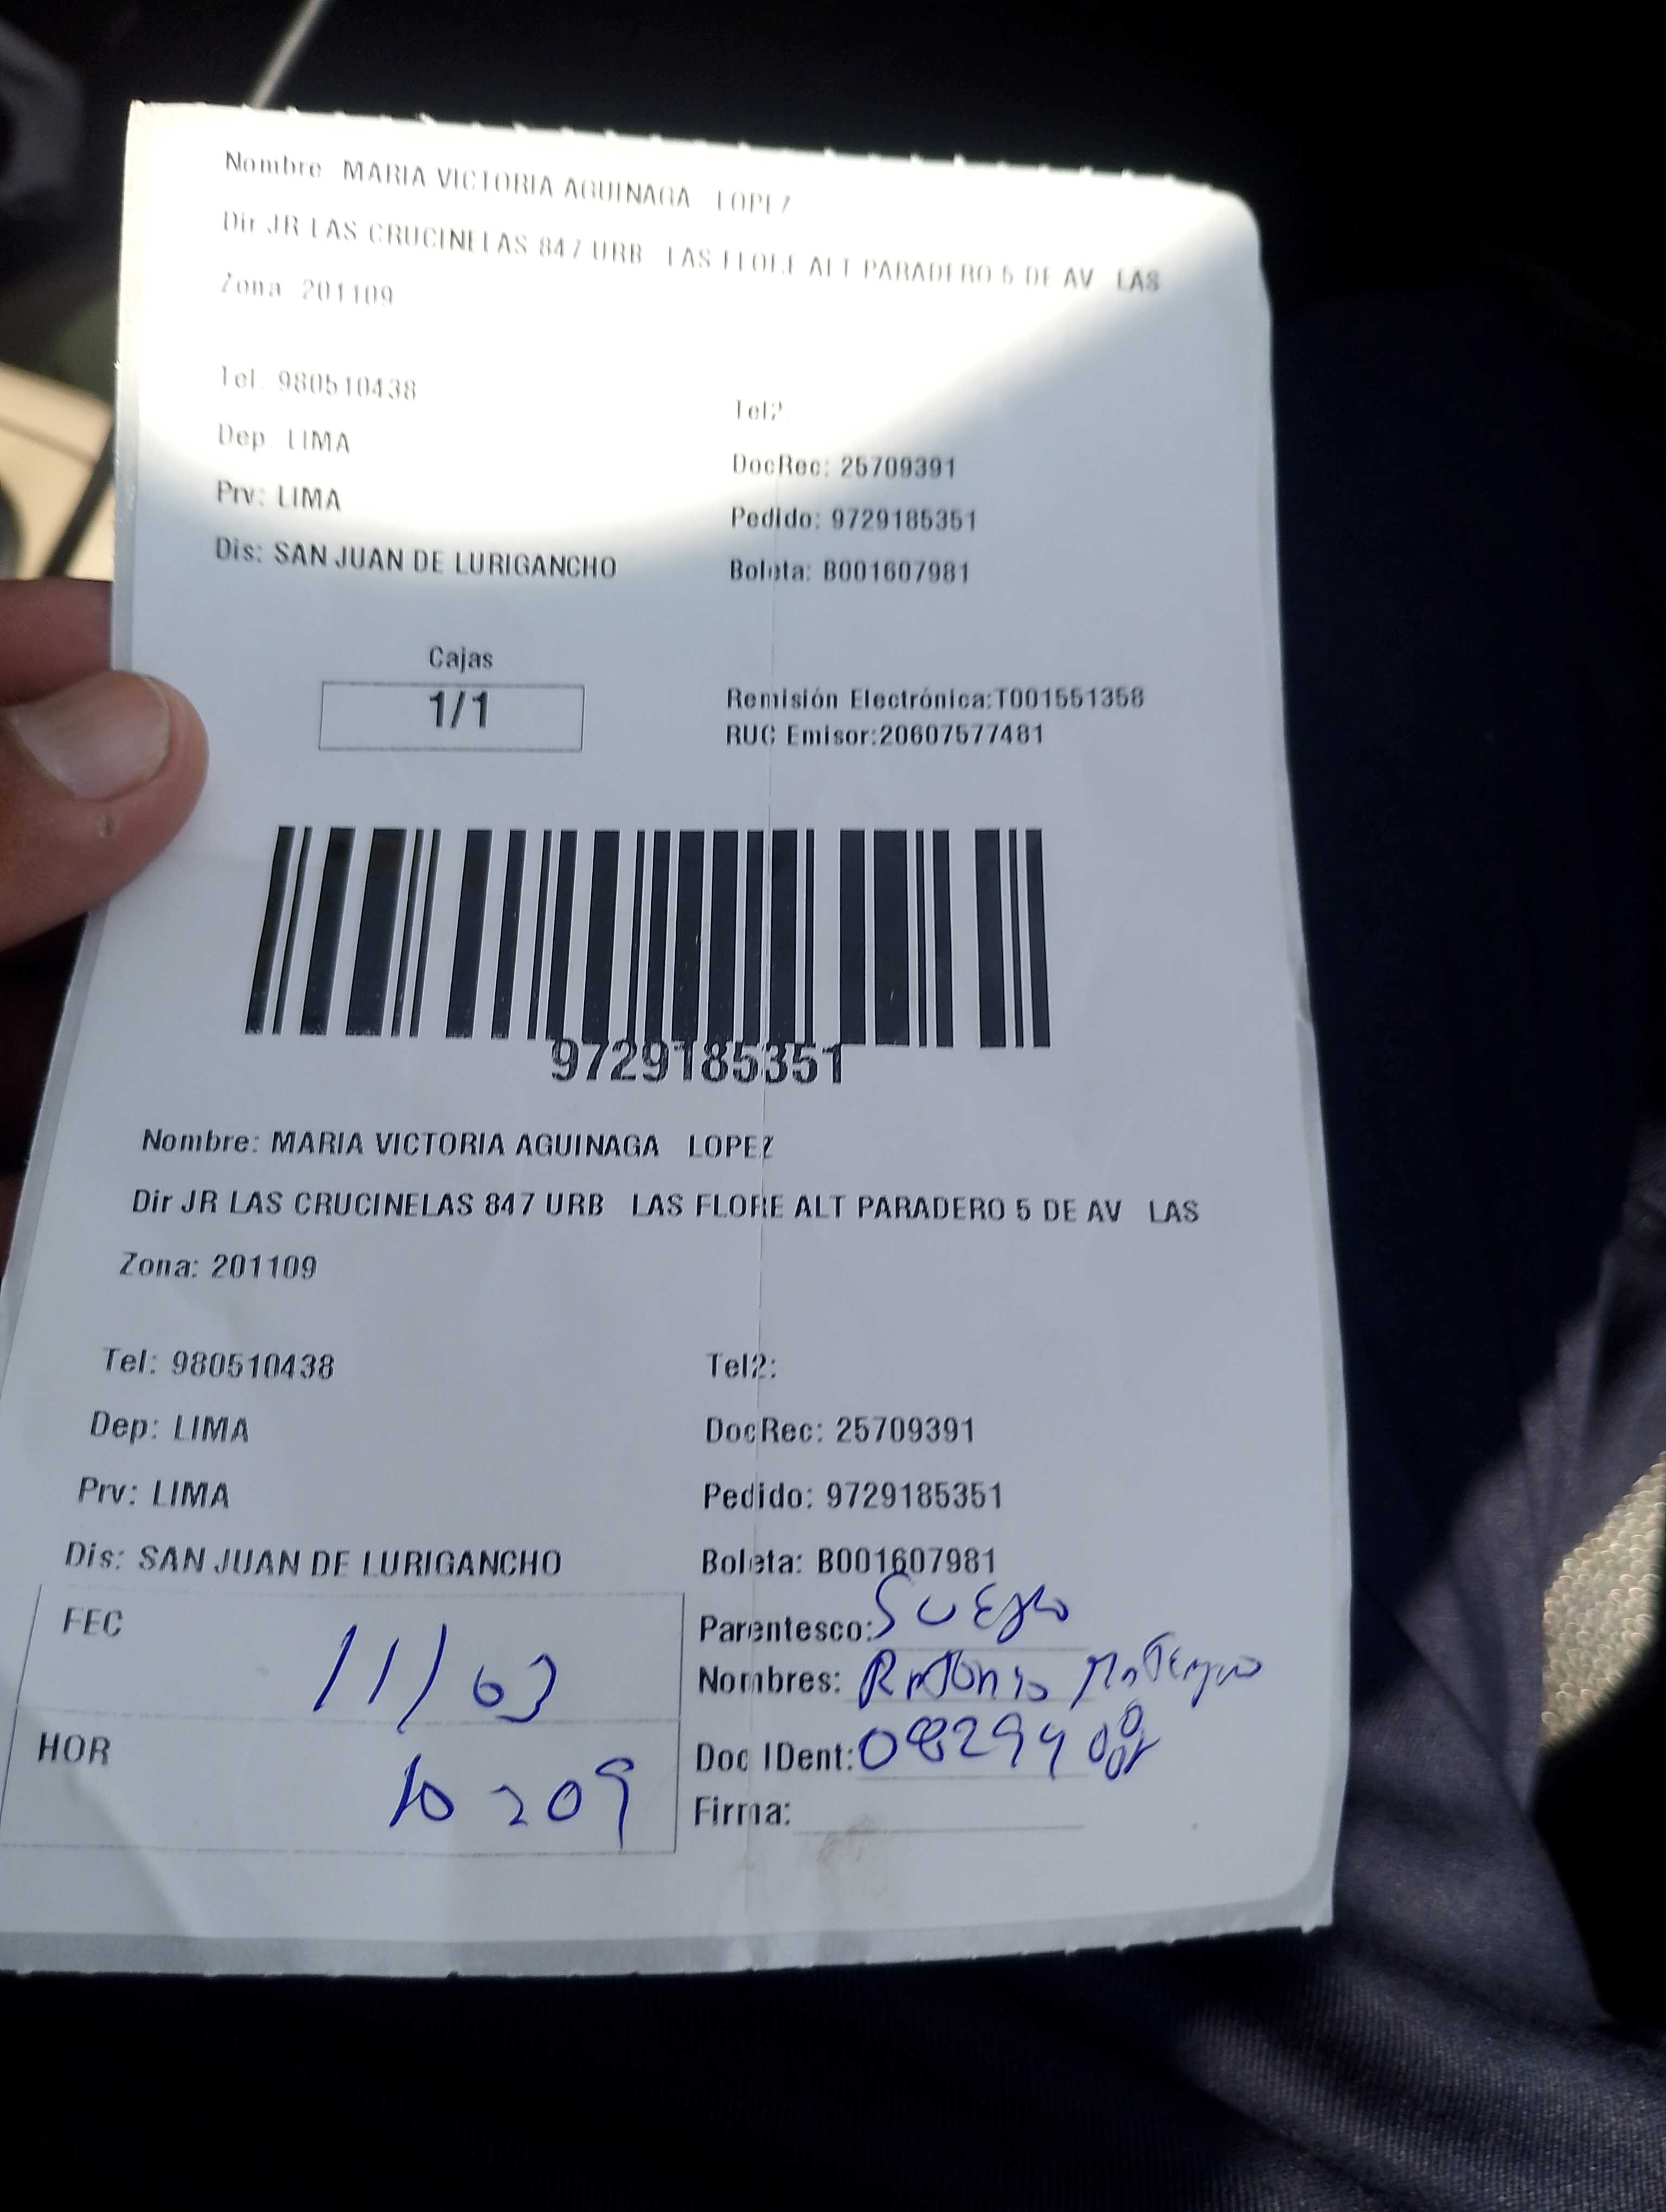 Nombre MARIA VICTORIA AGUINAGA LOPEZ
Dir JR LAS CRUCINELAS 847 URB LAS FLORE ALT PARADERO 5 DE AV LAS
Zona 201109
Tel. 980510438
Tel2:
Dep. LIMA
DocRec: 25709391
Prv: LIMA
Pedido: 9729185351
Dis: SAN JUAN DE LURIGANCHO
Boleta: B001607981
Cajas
1/1
Remisión Electrónica:T001551358
RUC Emisor:20607577481
9729185351
Nombre: MARIA VICTORIA AGUINAGA LOPEZ
Dir JR LAS CRUCINELAS 847 URB LAS FLORE ALT PARADERO 5 DE AV LAS
Zona: 201109
Tel: 980510438
Tel2:
Dep: LIMA
DocRec: 25709391
Prv: LIMA
Pedido: 9729185351
Dis: SAN JUAN DE LURIGANCHO
Boleta: B001607981
FEC 11/03
Parentesco: SUEGRO
Nombres:
HOR
Doc IDent:
Firma: